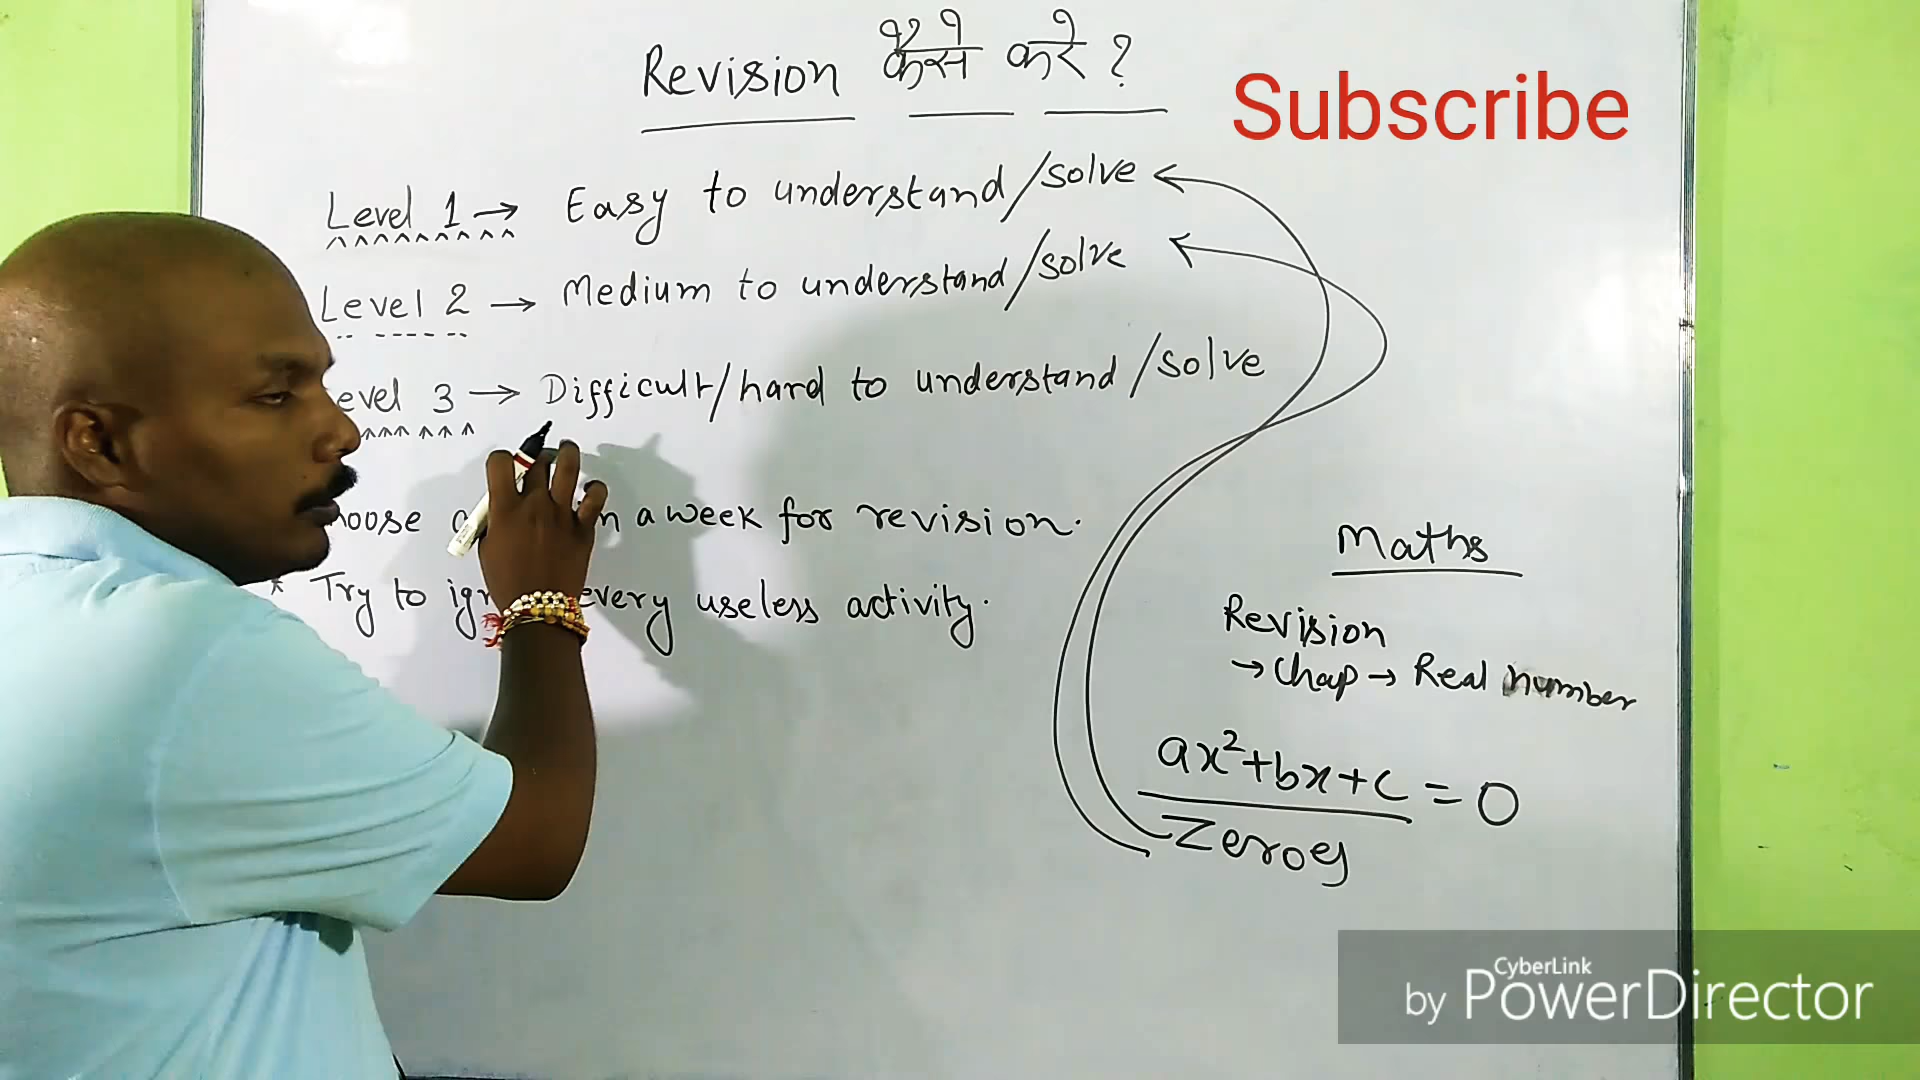 Revision कैसे करे ?
Subscribe
Level 1 → Easy to understand/solve
Level 2 → Medium to understand/solve
evel 3 → Difficult/hard to understand/solve
a week for revision.
* Try to every useless activity.
Maths
Revision
→ Chap → Real Number
ax²+bx+c = 0
Zeroes
CyberLink
by PowerDirector